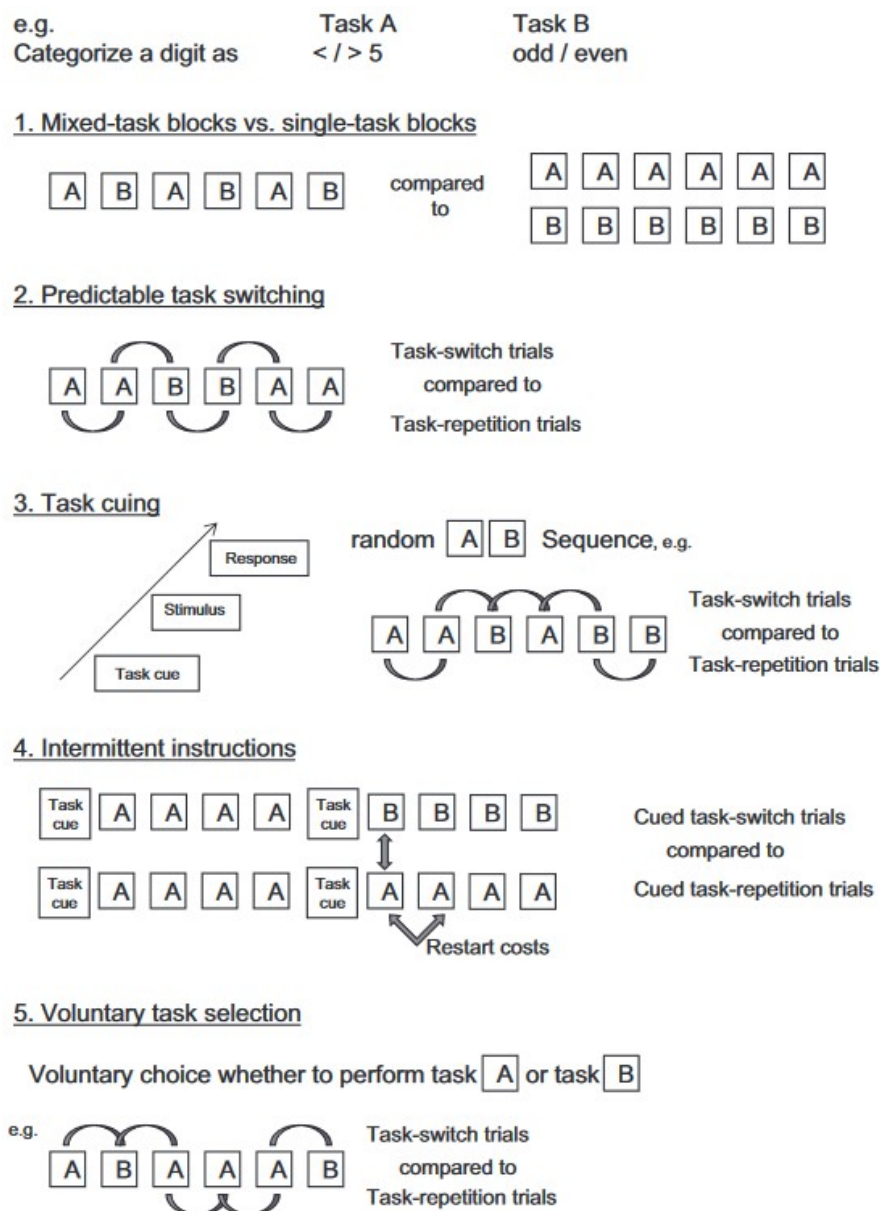 e.g. Task A Task B
Categorize a digit as < / > 5 odd / even
1. Mixed-task blocks vs. single-task blocks
A B A B A B
compared
to
A A A A A A
B B B B B B
2. Predictable task switching
A A B B A A
Task-switch trials
compared to
Task-repetition trials
3. Task cuing
Response
Stimulus
Task cue
random A B Sequence, e.g.
A A B A B B
Task-switch trials
compared to
Task-repetition trials
4. Intermittent instructions
Task cue A A A A Task cue B B B B
Task cue A A A A Task cue A A A A
Restart costs
Cued task-switch trials
compared to
Cued task-repetition trials
5. Voluntary task selection
Voluntary choice whether to perform task A or task B
e.g.
A B A A A B
Task-switch trials
compared to
Task-repetition trials